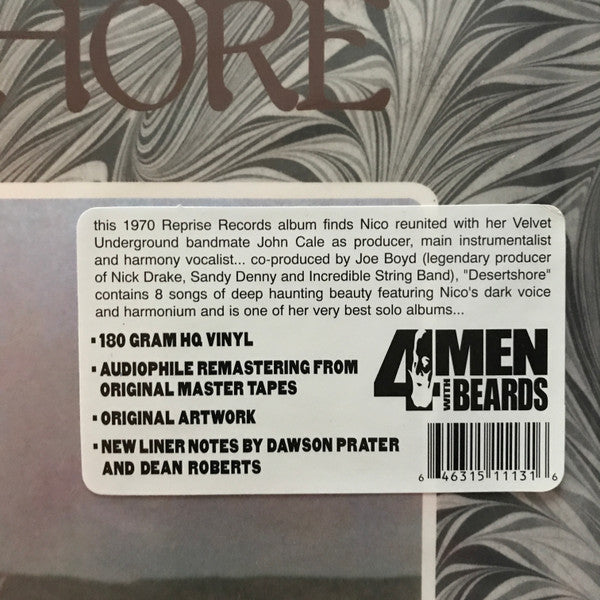 HORE
this 1970 Reprise Records album finds Nico reunited with her Velvet
Underground bandmate John Cale as producer, main instrumentalist
and harmony vocalist... co-produced by Joe Boyd (legendary producer
of Nick Drake, Sandy Denny and Incredible String Band), "Desertshore"
contains 8 songs of deep haunting beauty featuring Nico's dark voice
and harmonium and is one of her very best solo albums...
▪ 180 GRAM HQ VINYL
▪ AUDIOPHILE REMASTERING FROM
ORIGINAL MASTER TAPES
▪ ORIGINAL ARTWORK
▪ NEW LINER NOTES BY DAWSON PRATER
AND DEAN ROBERTS
4 MEN
WITH BEARDS
6 46315 11131 6